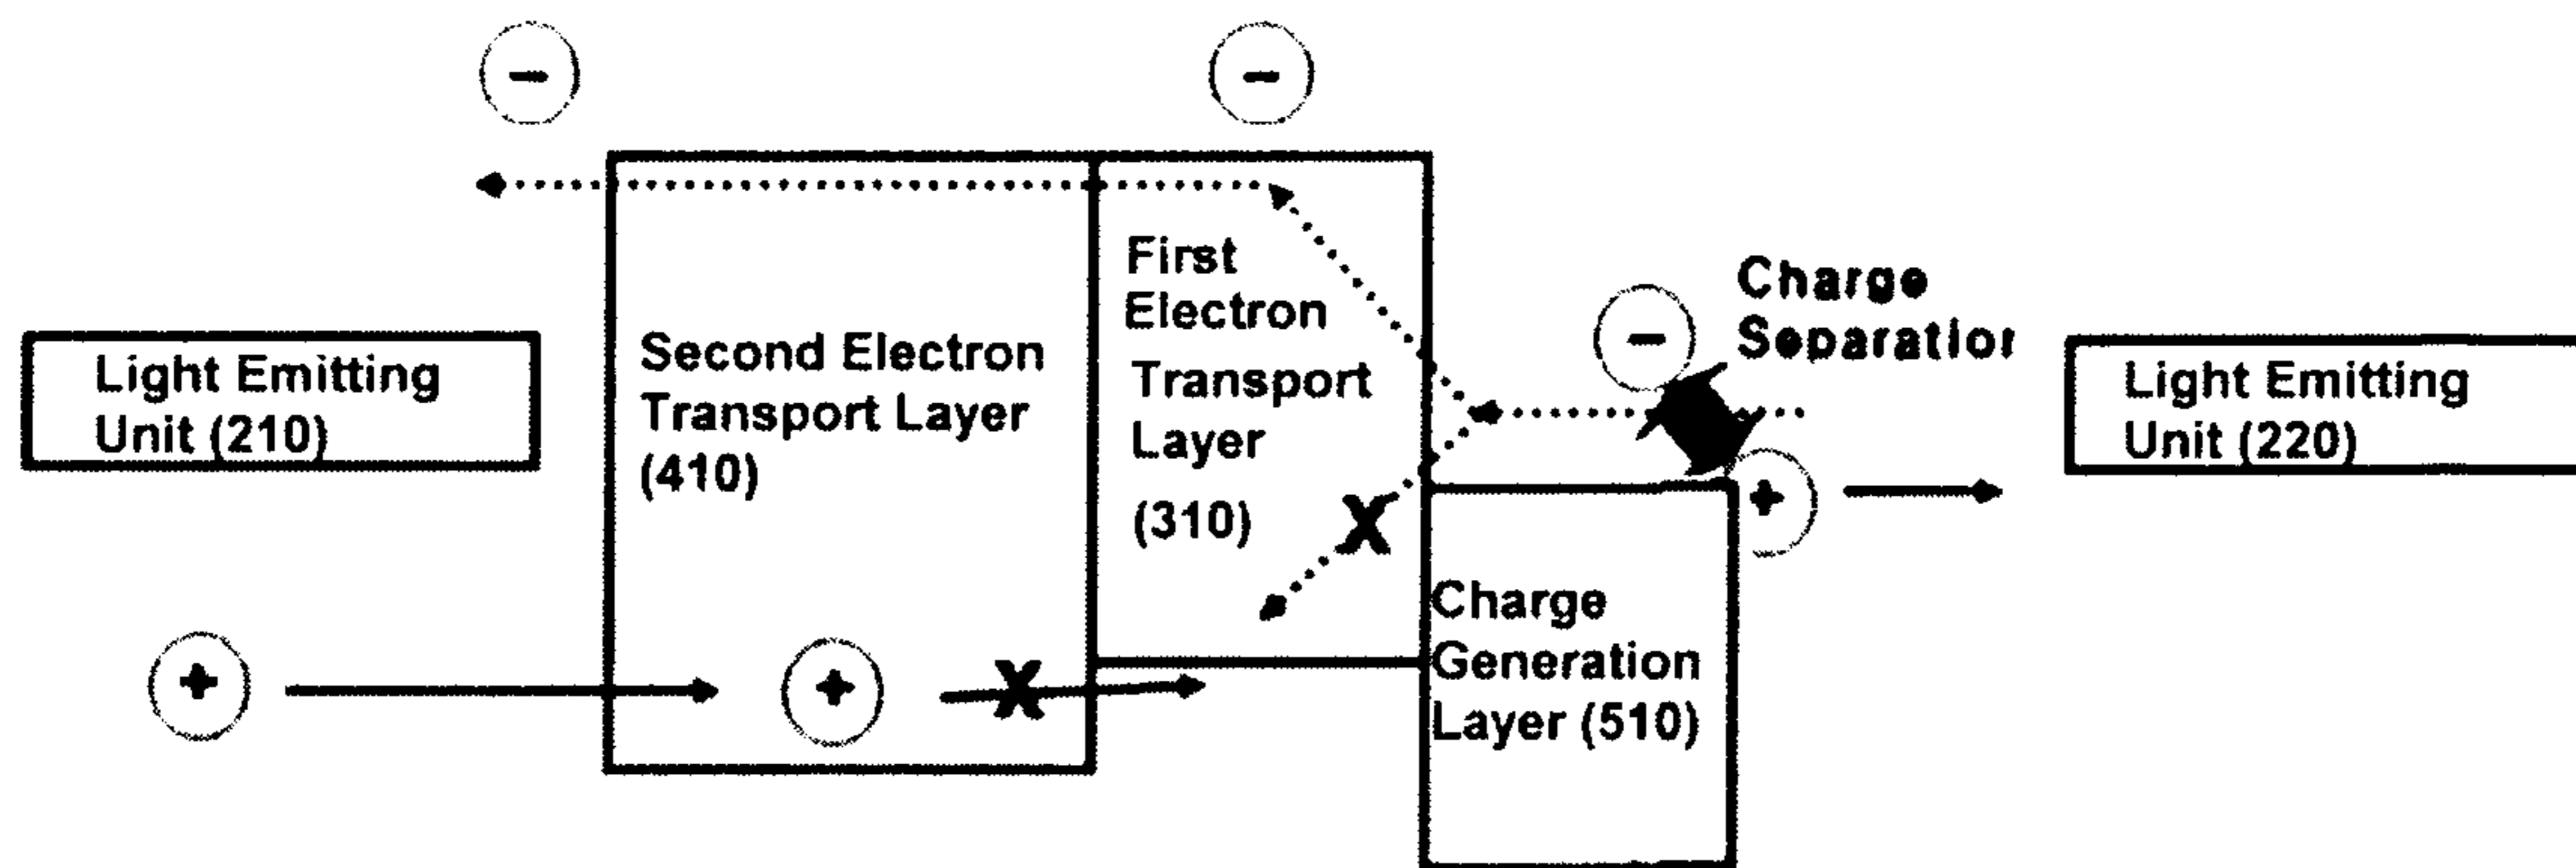 −
−
First
Electron
Transport
Layer
(310)
Charge
Separation
−
Second Electron
Transport Layer
(410)
Light Emitting
Unit (210)
Light Emitting
Unit (220)
X
+
Charge
Generation
Layer (510)
+
+
X